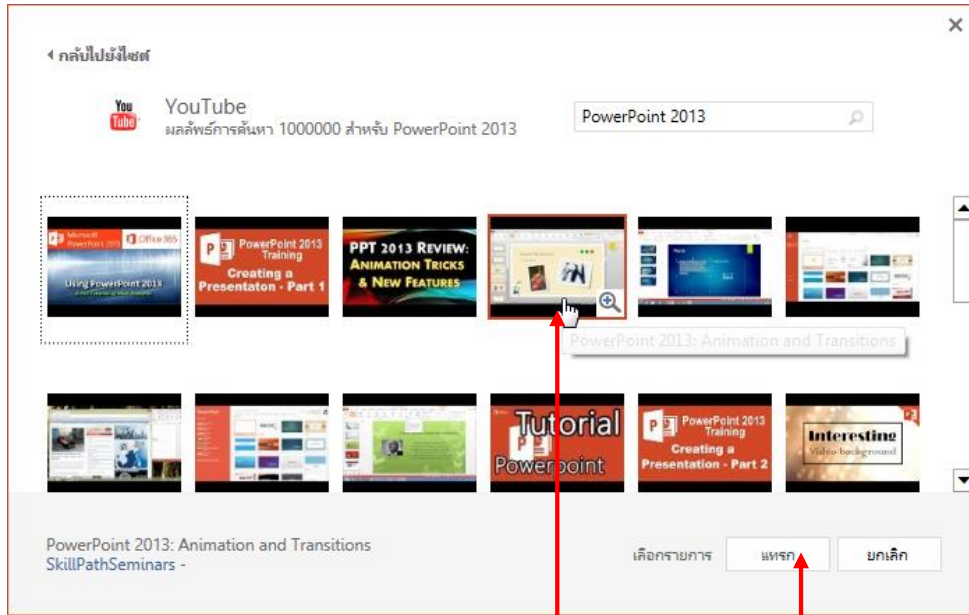 กลับไปยังไซต์
You
Tube
YouTube
ผลลัพธ์การค้นหา 1000000 สำหรับ PowerPoint 2013
PowerPoint 2013
Microsoft
PowerPoint 2013
Office 365
Using PowerPoint 2013
PowerPoint 2013
Training
Creating a
Presentaton - Part 1
PPT 2013 REVIEW:
ANIMATION TRICKS
& NEW FEATURES
PowerPoint 2013: Animation and Transitions
Tutorial
Powerpoint
PowerPoint 2013
Training
Creating a
Presentation - Part 2
Interesting
Video background
PowerPoint 2013: Animation and Transitions
SkillPathSeminars -
เลือกรายการ
แทรก
ยกเลิก